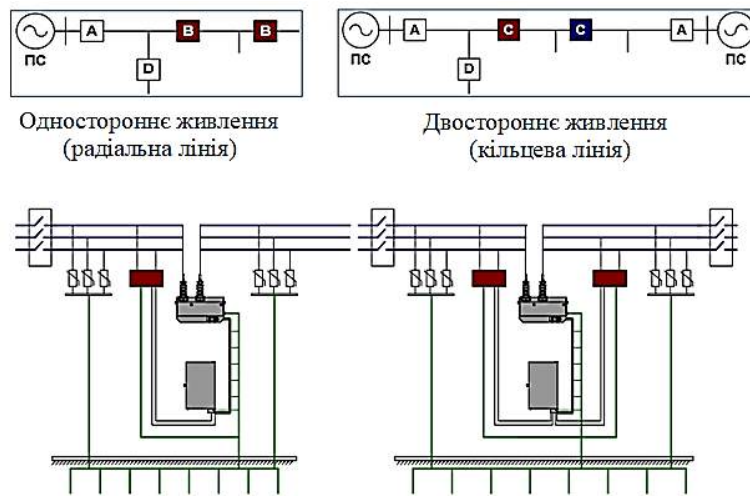 A
B
B
ПС
D
A
C
C
A
ПС
D
ПС
Одностороннє живлення
(радіальна лінія)
Двостороннє живлення
(кільцева лінія)